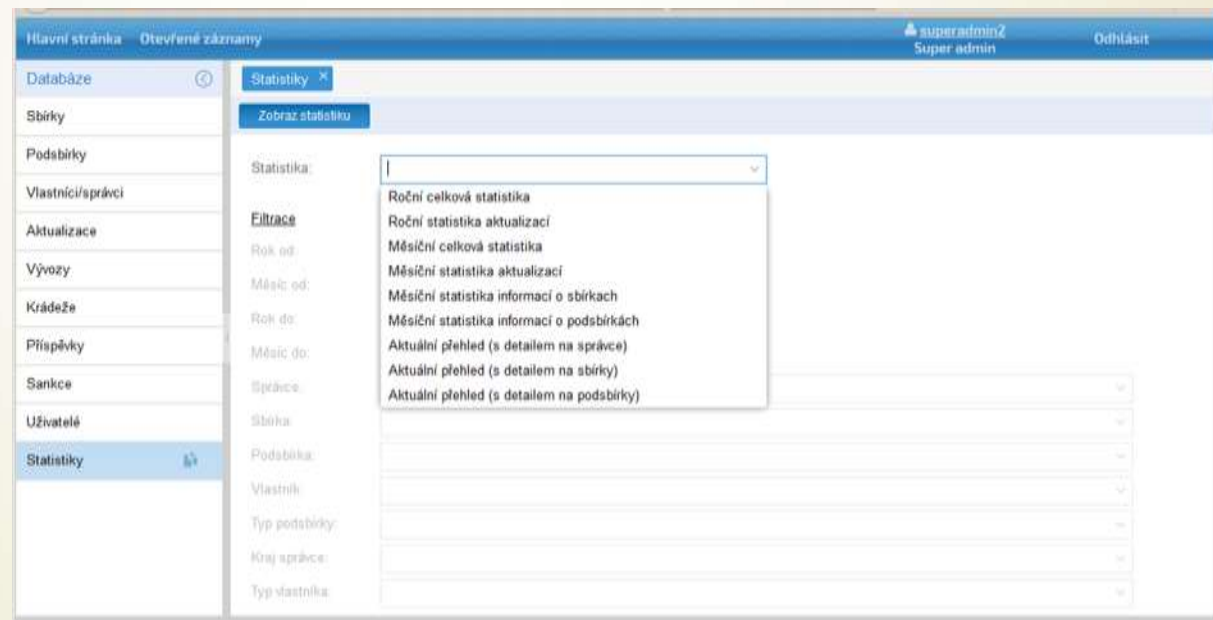 Hlavní stránka Otevřené záznamy superadmin2 Odhlásit
Super admin
Databáze
Sbírky
Podsbírky
Vlastníci/správci
Aktualizace
Vývozy
Krádeže
Příspěvky
Sankce
Uživatelé
Statistiky
Statistiky ×
Zobraz statistiku
Statistika:
Roční celková statistika
Roční statistika aktualizací
Měsíční celková statistika
Měsíční statistika aktualizací
Měsíční statistika informací o sbírkach
Měsíční statistika informací o podsbírkách
Aktuální přehled (s detailem na správce)
Aktuální přehled (s detailem na sbírky)
Aktuální přehled (s detailem na podsbírky)
Filtrace
Rok od:
Měsíc od:
Rok do:
Měsíc do:
Správce:
Sbírka:
Podsbírka:
Vlastník:
Typ podsbírky:
Kraj správce:
Typ vlastníka: